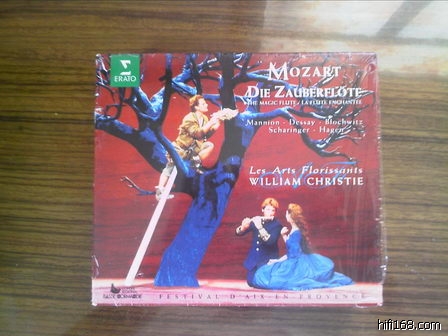 ERATO
MOZART
DIE ZAUBERFLÖTE
THE MAGIC FLUTE / LA FLÛTE ENCHANTÉE
Mannion - Dessay - Blochwitz
Scharinger - Hagen
Les Arts Florissants
WILLIAM CHRISTIE
FESTIVAL D'AIX-EN-PROVENCE
hifi168.com